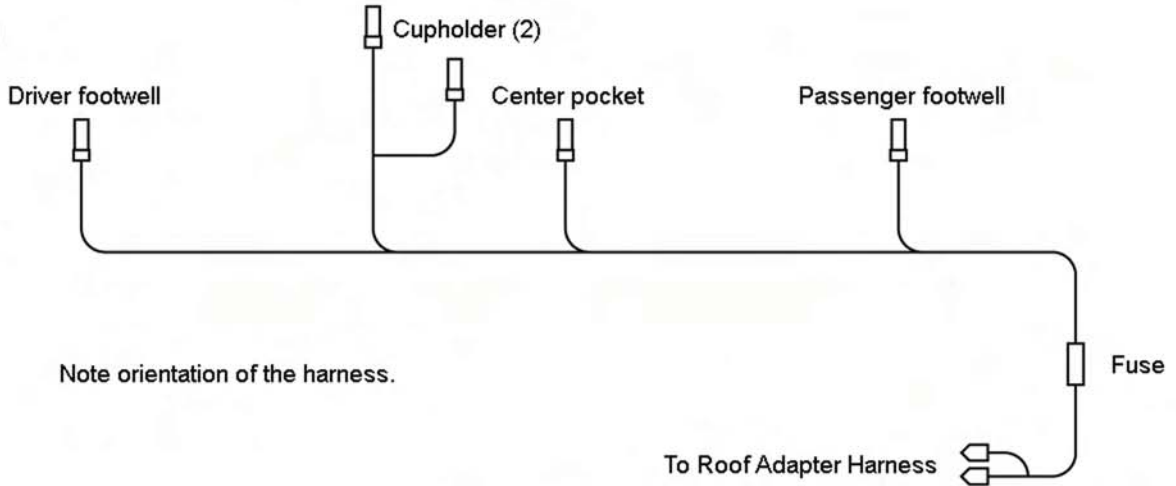 Cupholder (2)
Driver footwell
Center pocket
Passenger footwell
Note orientation of the harness.
Fuse
To Roof Adapter Harness